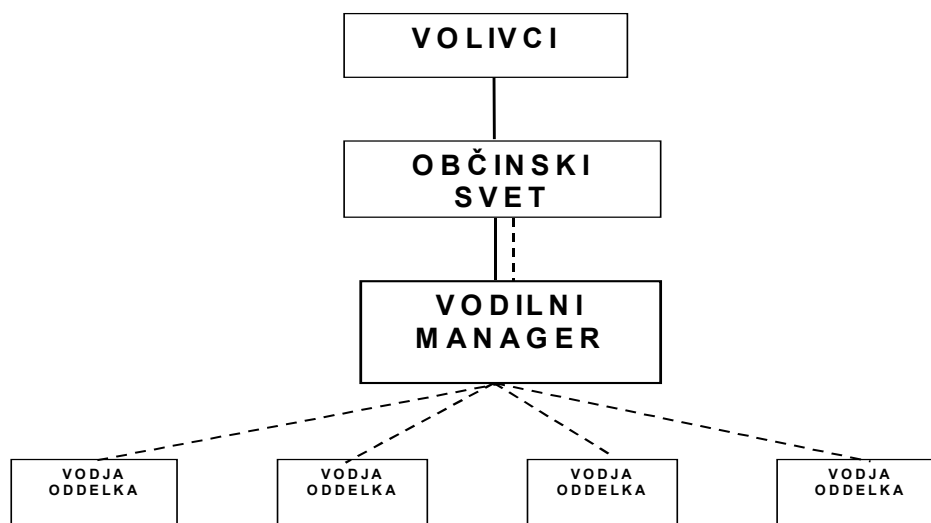 VOLIVCI
OBČINSKI
SVET
VODILNI
MANAGER
VODJA
ODDELKA
VODJA
ODDELKA
VODJA
ODDELKA
VODJA
ODDELKA